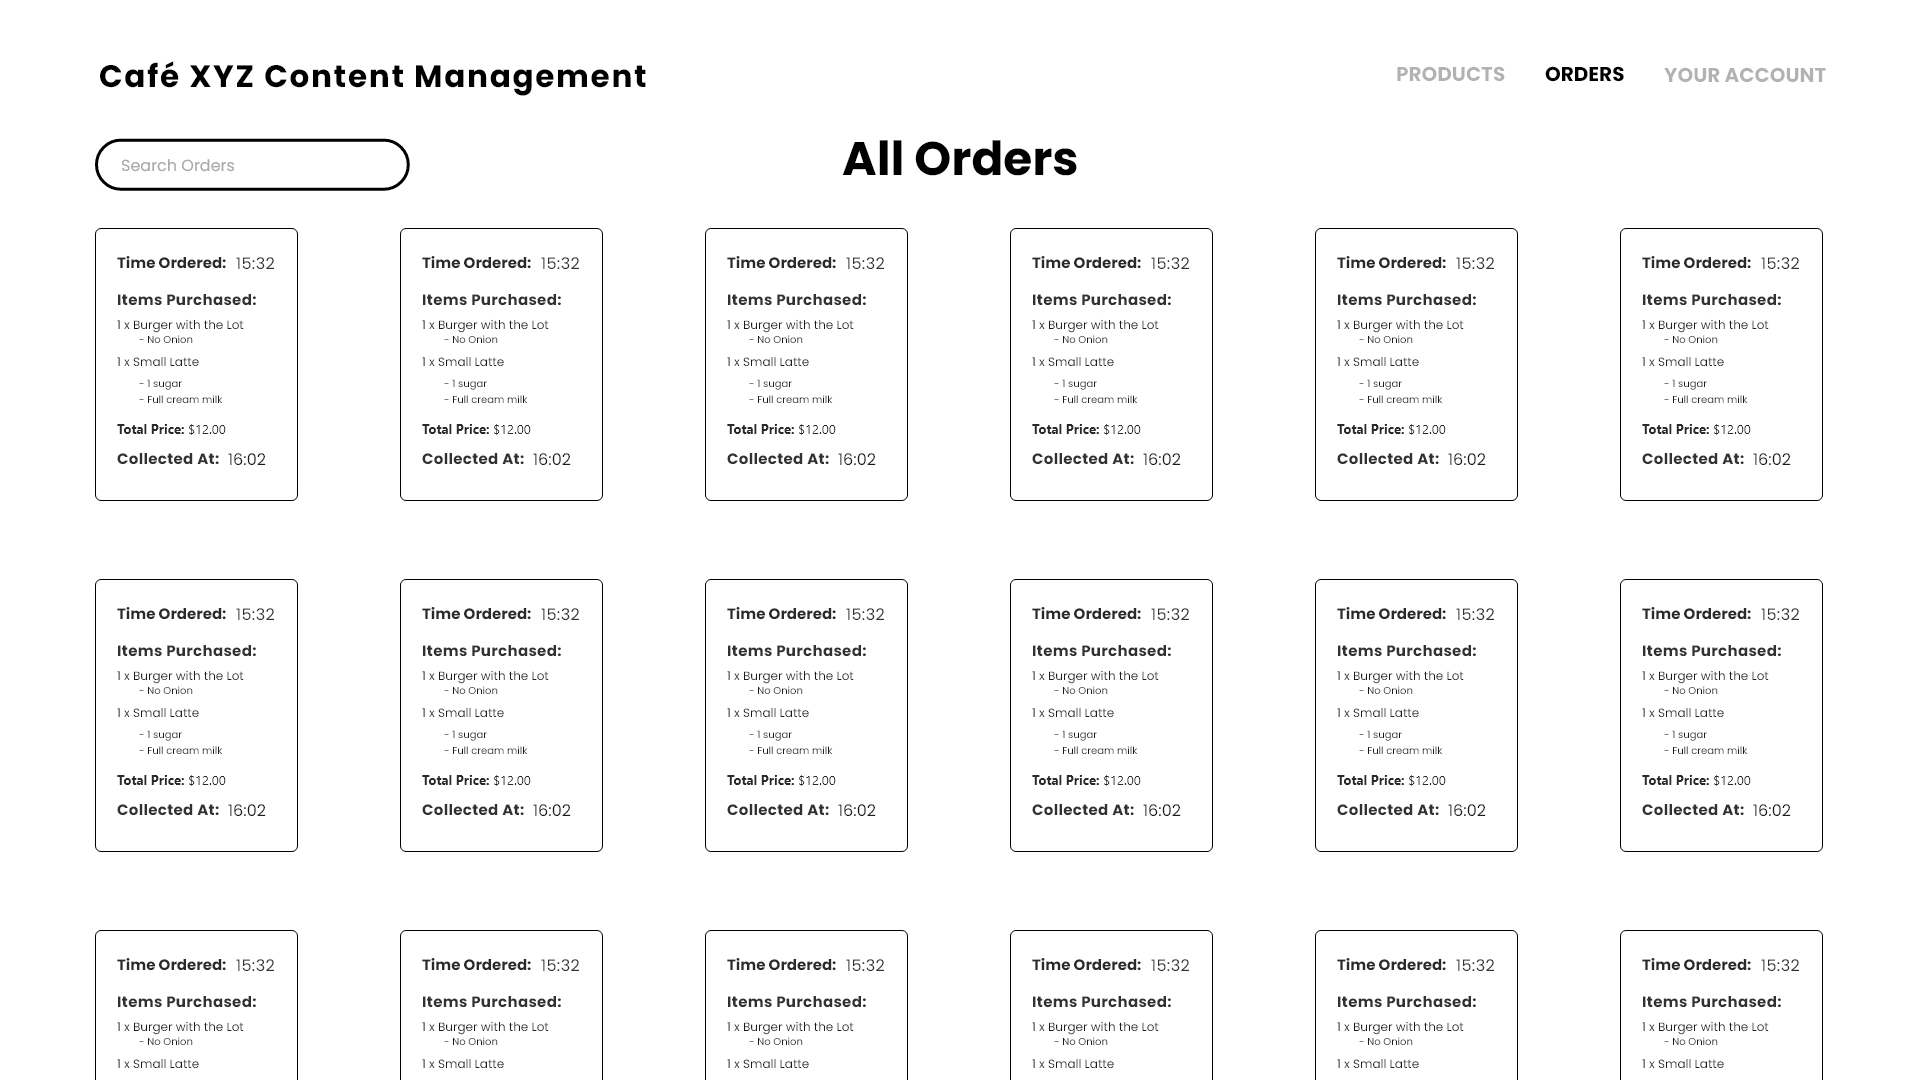 Café XYZ Content Management
PRODUCTS ORDERS YOUR ACCOUNT
Search Orders
All Orders
Time Ordered: 15:32
Items Purchased:
1 x Burger with the Lot
- No Onion
1 x Small Latte
- 1 sugar
- Full cream milk
Total Price: $12.00
Collected At: 16:02
Time Ordered: 15:32
Items Purchased:
1 x Burger with the Lot
- No Onion
1 x Small Latte
- 1 sugar
- Full cream milk
Total Price: $12.00
Collected At: 16:02
Time Ordered: 15:32
Items Purchased:
1 x Burger with the Lot
- No Onion
1 x Small Latte
- 1 sugar
- Full cream milk
Total Price: $12.00
Collected At: 16:02
Time Ordered: 15:32
Items Purchased:
1 x Burger with the Lot
- No Onion
1 x Small Latte
- 1 sugar
- Full cream milk
Total Price: $12.00
Collected At: 16:02
Time Ordered: 15:32
Items Purchased:
1 x Burger with the Lot
- No Onion
1 x Small Latte
- 1 sugar
- Full cream milk
Total Price: $12.00
Collected At: 16:02
Time Ordered: 15:32
Items Purchased:
1 x Burger with the Lot
- No Onion
1 x Small Latte
- 1 sugar
- Full cream milk
Total Price: $12.00
Collected At: 16:02
Time Ordered: 15:32
Items Purchased:
1 x Burger with the Lot
- No Onion
1 x Small Latte
- 1 sugar
- Full cream milk
Total Price: $12.00
Collected At: 16:02
Time Ordered: 15:32
Items Purchased:
1 x Burger with the Lot
- No Onion
1 x Small Latte
- 1 sugar
- Full cream milk
Total Price: $12.00
Collected At: 16:02
Time Ordered: 15:32
Items Purchased:
1 x Burger with the Lot
- No Onion
1 x Small Latte
- 1 sugar
- Full cream milk
Total Price: $12.00
Collected At: 16:02
Time Ordered: 15:32
Items Purchased:
1 x Burger with the Lot
- No Onion
1 x Small Latte
- 1 sugar
- Full cream milk
Total Price: $12.00
Collected At: 16:02
Time Ordered: 15:32
Items Purchased:
1 x Burger with the Lot
- No Onion
1 x Small Latte
- 1 sugar
- Full cream milk
Total Price: $12.00
Collected At: 16:02
Time Ordered: 15:32
Items Purchased:
1 x Burger with the Lot
- No Onion
1 x Small Latte
- 1 sugar
- Full cream milk
Total Price: $12.00
Collected At: 16:02
Time Ordered: 15:32
Items Purchased:
1 x Burger with the Lot
- No Onion
1 x Small Latte
Time Ordered: 15:32
Items Purchased:
1 x Burger with the Lot
- No Onion
1 x Small Latte
Time Ordered: 15:32
Items Purchased:
1 x Burger with the Lot
- No Onion
1 x Small Latte
Time Ordered: 15:32
Items Purchased:
1 x Burger with the Lot
- No Onion
1 x Small Latte
Time Ordered: 15:32
Items Purchased:
1 x Burger with the Lot
- No Onion
1 x Small Latte
Time Ordered: 15:32
Items Purchased:
1 x Burger with the Lot
- No Onion
1 x Small Latte